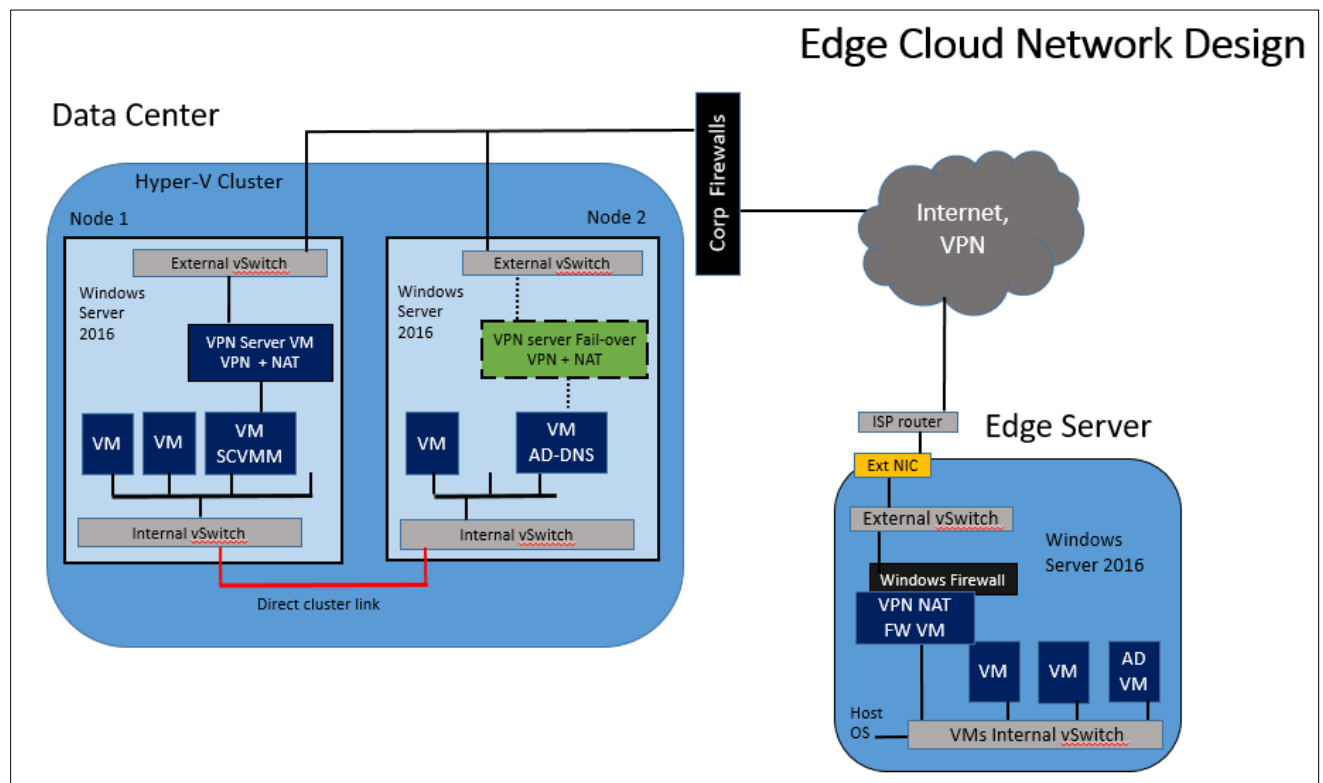 Edge Cloud Network Design
Data Center
Corp Firewalls
Hyper-V Cluster
Node 1
Node 2
External vSwitch
Windows
Server
2016
VPN Server VM
VPN + NAT
VM
VM
VM
SCVMM
Internal vSwitch
External vSwitch
Windows
Server
2016
VPN server Fail-over
VPN + NAT
VM
VM
AD-DNS
Internal vSwitch
Direct cluster link
Internet,
VPN
ISP router
Edge Server
Ext NIC
External vSwitch
Windows
Server 2016
Windows Firewall
VPN NAT
FW VM
VM
VM
AD
VM
Host
OS
VMs Internal vSwitch